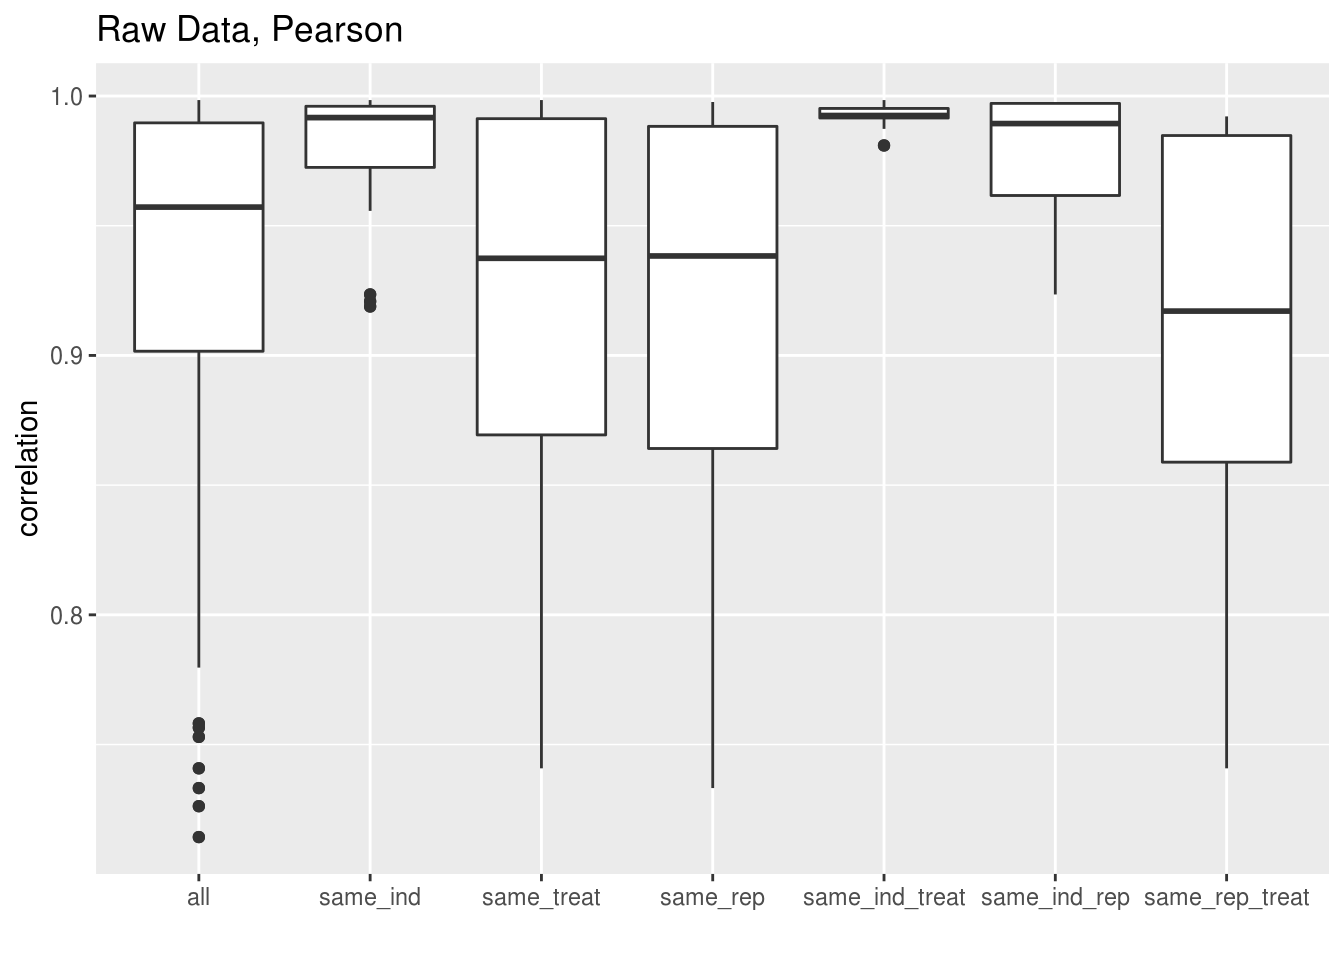 Raw Data, Pearson
1.0
0.9
0.8
correlation
all same_ind same_treat same_rep same_ind_treat same_ind_rep same_rep_treat